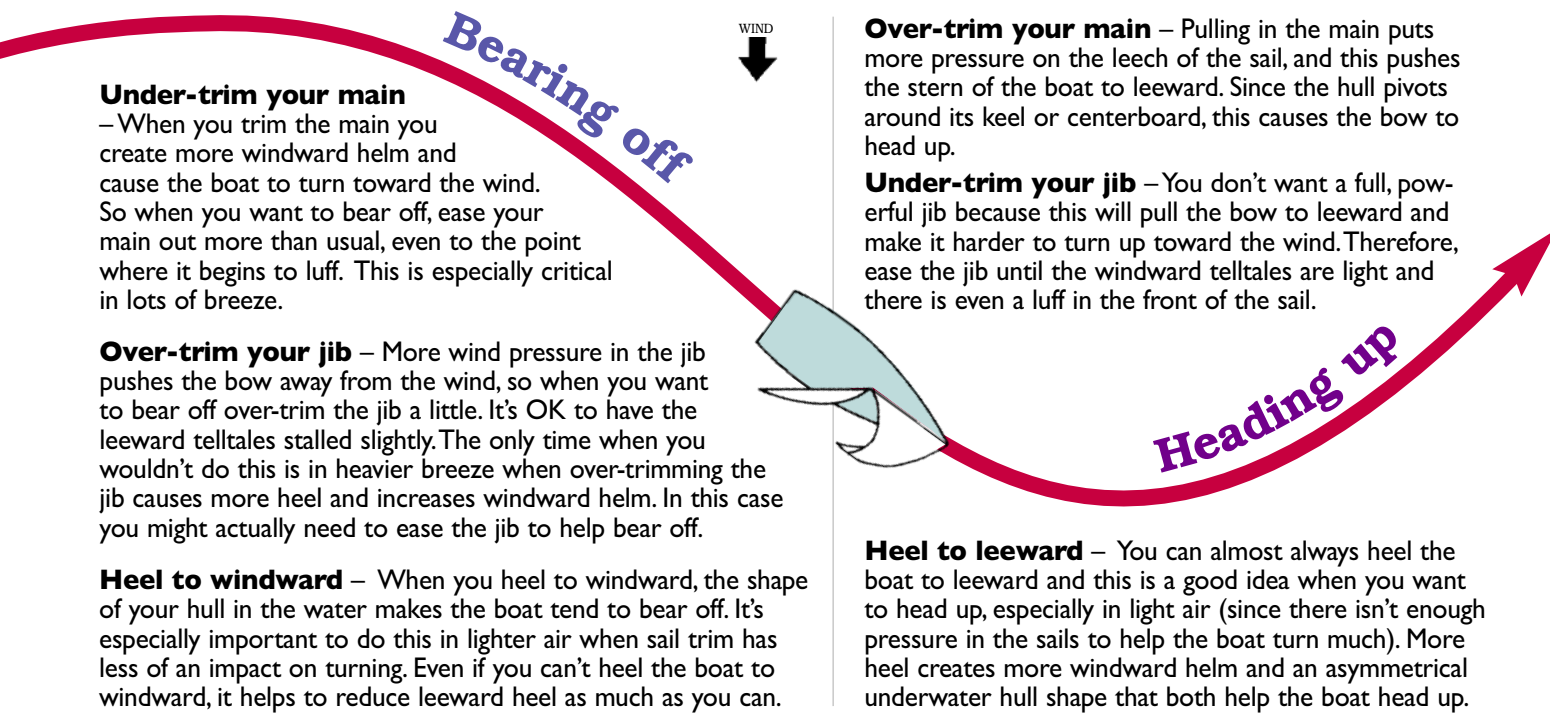 Bearing off
Under-trim your main
– When you trim the main you
create more windward helm and
cause the boat to turn toward the wind.
So when you want to bear off, ease your
main out more than usual, even to the point
where it begins to luff. This is especially critical
in lots of breeze.
Over-trim your jib – More wind pressure in the jib
pushes the bow away from the wind, so when you want
to bear off over-trim the jib a little. It's OK to have the
leeward telltales stalled slightly. The only time when you
wouldn't do this is in heavier breeze when over-trimming the
jib causes more heel and increases windward helm. In this case
you might actually need to ease the jib to help bear off.
Heel to windward – When you heel to windward, the shape
of your hull in the water makes the boat tend to bear off. It's
especially important to do this in lighter air when sail trim has
less of an impact on turning. Even if you can't heel the boat to
windward, it helps to reduce leeward heel as much as you can.
WIND
Over-trim your main – Pulling in the main puts
more pressure on the leech of the sail, and this pushes
the stern of the boat to leeward. Since the hull pivots
around its keel or centerboard, this causes the bow to
head up.
Under-trim your jib – You don't want a full, pow-
erful jib because this will pull the bow to leeward and
make it harder to turn up toward the wind. Therefore,
ease the jib until the windward telltales are light and
there is even a luff in the front of the sail.
Heading up
Heel to leeward – You can almost always heel the
boat to leeward and this is a good idea when you want
to head up, especially in light air (since there isn't enough
pressure in the sails to help the boat turn much). More
heel creates more windward helm and an asymmetrical
underwater hull shape that both help the boat head up.